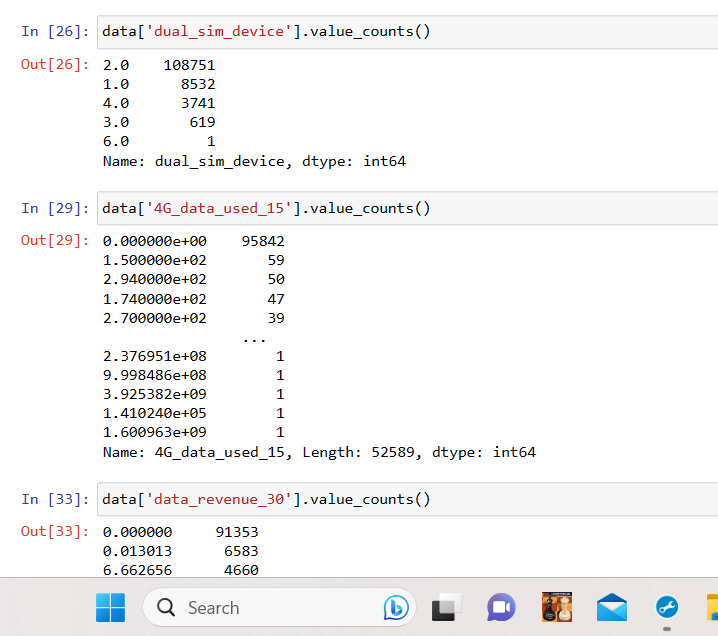 In [26]: data['dual_sim_device'].value_counts()
Out[26]: 2.0    108751
1.0      8532
4.0      3741
3.0       619
6.0         1
Name: dual_sim_device, dtype: int64
In [29]: data['4G_data_used_15'].value_counts()
Out[29]: 0.000000e+00    95842
1.500000e+02       59
2.940000e+02       50
1.740000e+02       47
2.700000e+02       39
...
2.376951e+08        1
9.998486e+08        1
3.925382e+09        1
1.410240e+05        1
1.600963e+09        1
Name: 4G_data_used_15, Length: 52589, dtype: int64
In [33]: data['data_revenue_30'].value_counts()
Out[33]: 0.000000     91353
0.013013      6583
6.662656      4660
Search